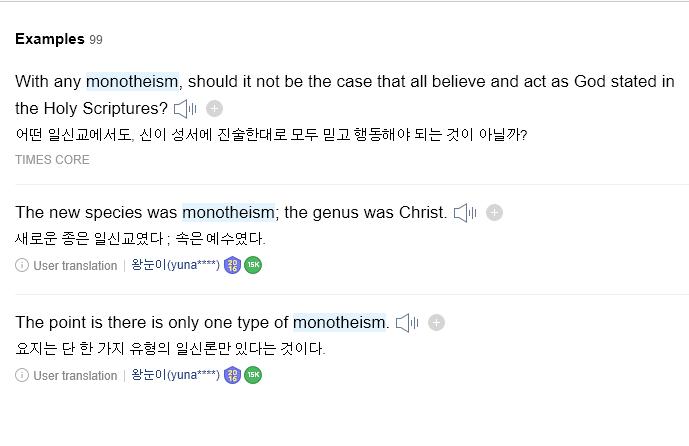 Examples 99
With any monotheism, should it not be the case that all believe and act as God stated in
the Holy Scriptures?
어떤 일신교에서도, 신이 성서에 진술한대로 모두 믿고 행동해야 되는 것이 아닐까?
TIMES CORE
The new species was monotheism; the genus was Christ.
새로운 종은 일신교였다 ; 속은 예수였다.
User translation | 왕눈이(yuna****) 2016 15K
The point is there is only one type of monotheism.
요지는 단 한 가지 유형의 일신론만 있다는 것이다.
User translation | 왕눈이(yuna****) 2016 15K